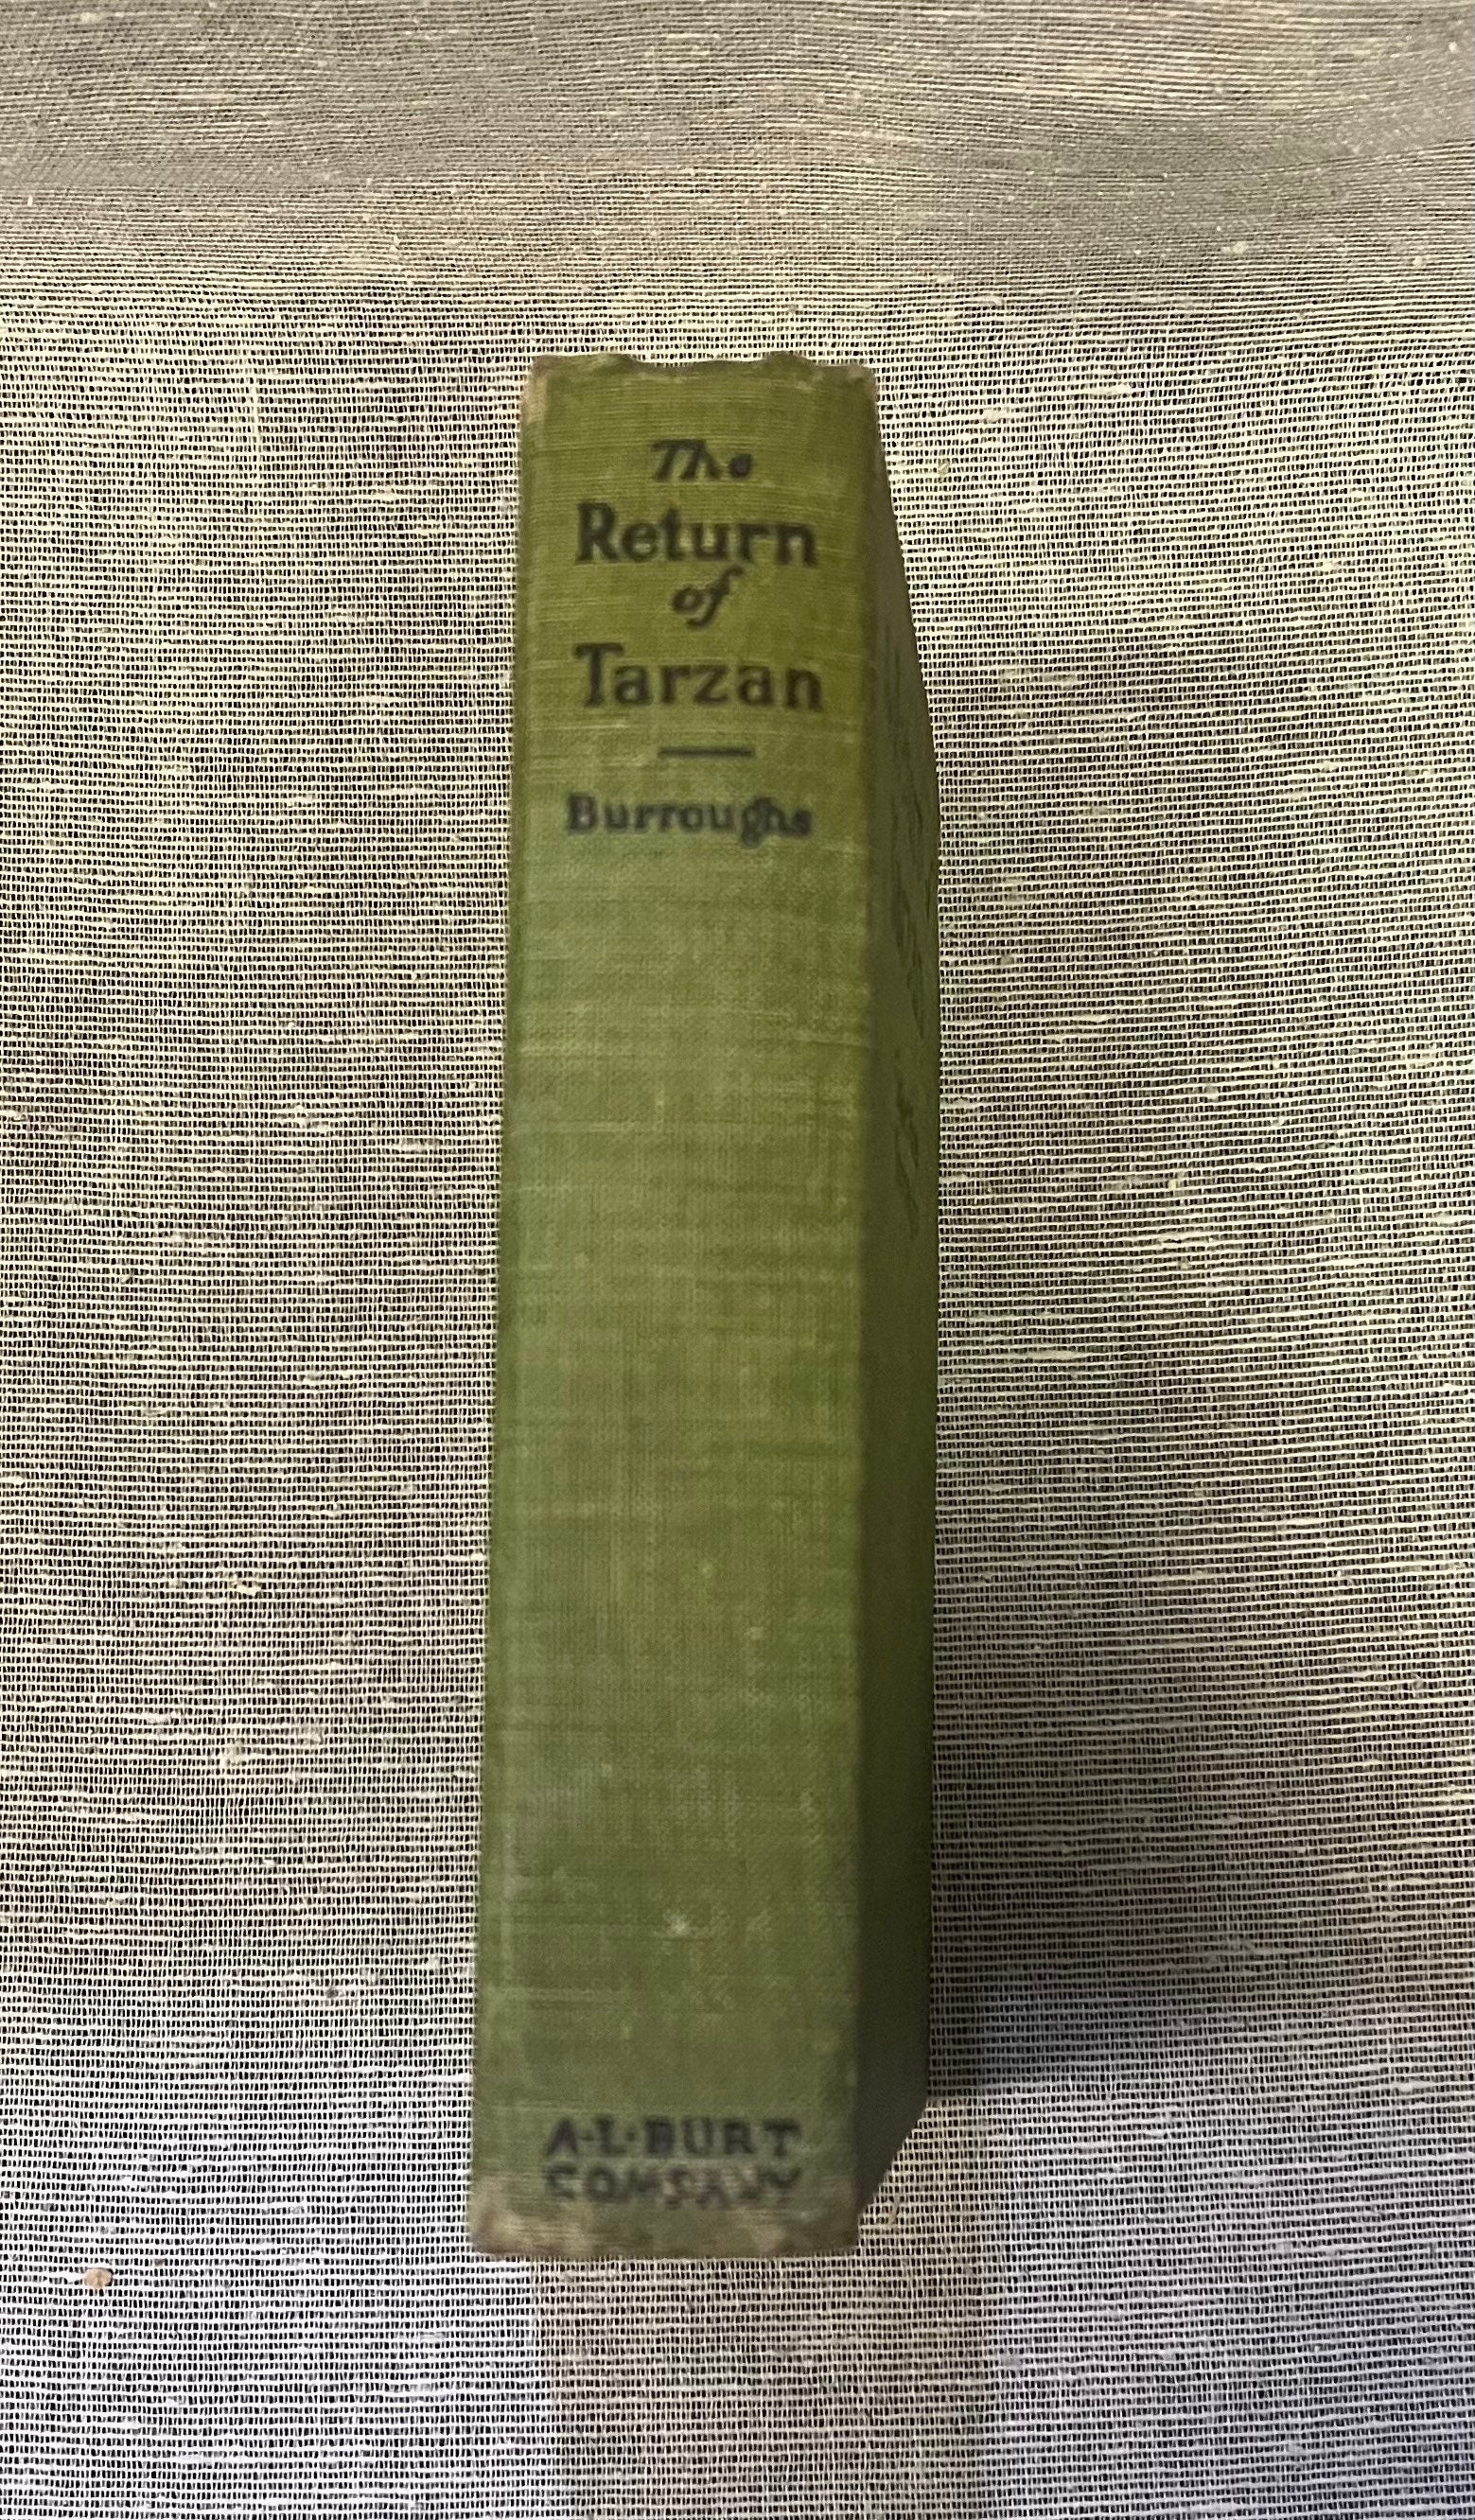 The
Return
of
Tarzan
Burroughs
A·L·BURT
COMPANY